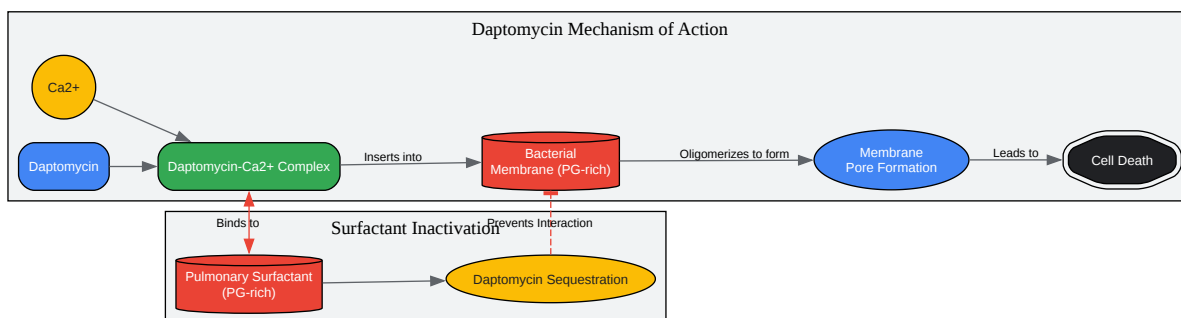 Daptomycin Mechanism of Action
Ca2+
Daptomycin
Daptomycin-Ca2+ Complex
Inserts into
Bacterial
Membrane (PG-rich)
Oligomerizes to form
Membrane
Pore Formation
Leads to
Cell Death
Binds to
Surfactant Inactivation
Prevents Interaction
Pulmonary Surfactant
(PG-rich)
Daptomycin Sequestration